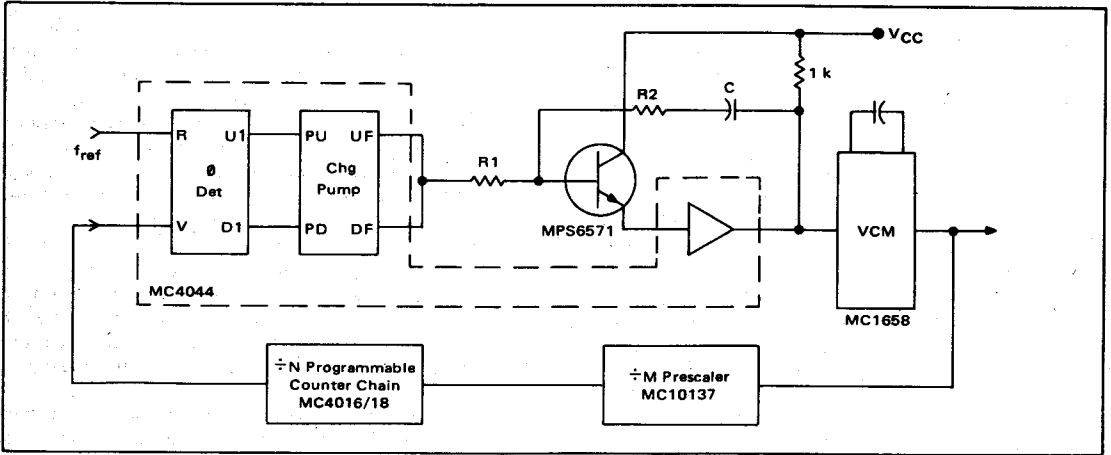 VCC
1 k
R2
C
R
U1
PU
UF
fref
Ø
Det
Chg
Pump
R1
V
D1
PD
DF
MPS6571
VCM
MC4044
MC1658
÷N Programmable
Counter Chain
MC4016/18
÷M Prescaler
MC10137